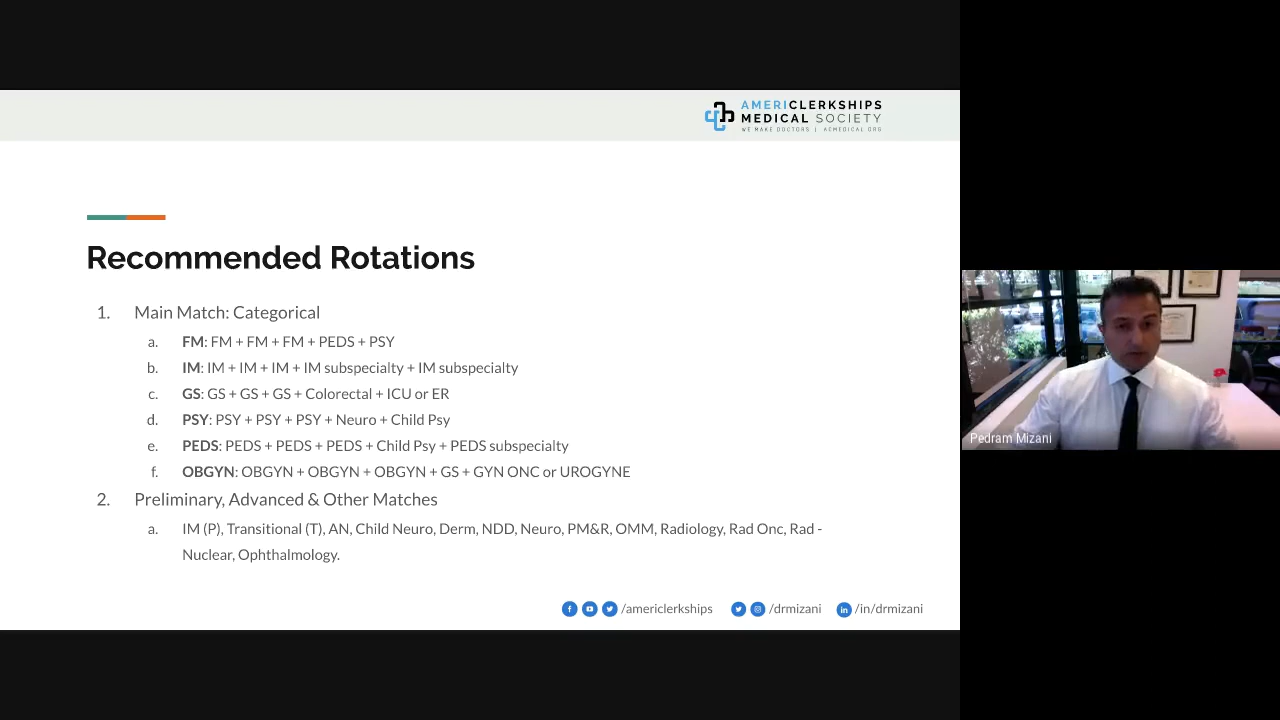 AMERICLERKSHIPS
MEDICAL SOCIETY
WE MAKE DOCTORS | ACMEDICAL.ORG
Recommended Rotations
1. Main Match: Categorical
a. FM: FM + FM + FM + PEDS + PSY
b. IM: IM + IM + IM + IM subspecialty + IM subspecialty
c. GS: GS + GS + GS + Colorectal + ICU or ER
d. PSY: PSY + PSY + PSY + Neuro + Child Psy
e. PEDS: PEDS + PEDS + PEDS + Child Psy + PEDS subspecialty
f. OBGYN: OBGYN + OBGYN + OBGYN + GS + GYN ONC or UROGYNE
2. Preliminary, Advanced & Other Matches
a. IM (P), Transitional (T), AN, Child Neuro, Derm, NDD, Neuro, PM&R, OMM, Radiology, Rad Onc, Rad -
Nuclear, Ophthalmology.
/americlerkships /drmizani /in/drmizani
Pedram Mizani